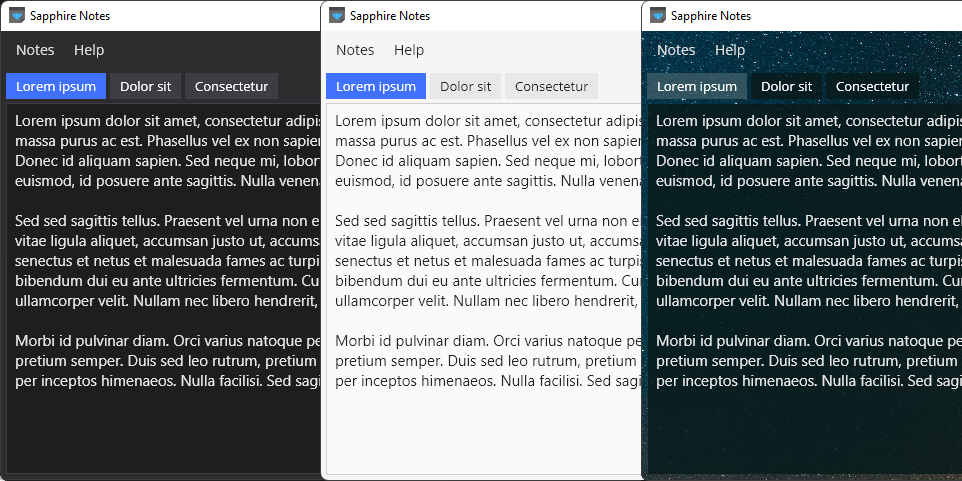 Sapphire Notes
Notes Help
Lorem ipsum Dolor sit Consectetur
Lorem ipsum dolor sit amet, consectetur adipis
massa purus ac est. Phasellus vel ex non sapien
Donec id aliquam sapien. Sed neque mi, lobort
euismod, id posuere ante sagittis. Nulla venena
Sed sed sagittis tellus. Praesent vel urna non e
vitae ligula aliquet, accumsan justo ut, accums
senectus et netus et malesuada fames ac turpi
bibendum dui eu ante ultricies fermentum. Cu
ullamcorper velit. Nullam nec libero hendrerit,
Morbi id pulvinar diam. Orci varius natoque pe
pretium semper. Duis sed leo rutrum, pretium
per inceptos himenaeos. Nulla facilisi. Sed sagi
Sapphire Notes
Notes Help
Lorem ipsum Dolor sit Consectetur
Lorem ipsum dolor sit amet, consectetur adipis
massa purus ac est. Phasellus vel ex non sapien
Donec id aliquam sapien. Sed neque mi, lobort
euismod, id posuere ante sagittis. Nulla venena
Sed sed sagittis tellus. Praesent vel urna non el
vitae ligula aliquet, accumsan justo ut, accums
senectus et netus et malesuada fames ac turpi
bibendum dui eu ante ultricies fermentum. Cur
ullamcorper velit. Nullam nec libero hendrerit,
Morbi id pulvinar diam. Orci varius natoque pe
pretium semper. Duis sed leo rutrum, pretium
per inceptos himenaeos. Nulla facilisi. Sed sagi
Sapphire Notes
Notes Help
Lorem ipsum Dolor sit Consectetur
Lorem ipsum dolor sit amet, consectetur adipis
massa purus ac est. Phasellus vel ex non sapien
Donec id aliquam sapien. Sed neque mi, lobort
euismod, id posuere ante sagittis. Nulla venena
Sed sed sagittis tellus. Praesent vel urna non el
vitae ligula aliquet, accumsan justo ut, accums
senectus et netus et malesuada fames ac turpi
bibendum dui eu ante ultricies fermentum. Cur
ullamcorper velit. Nullam nec libero hendrerit,
Morbi id pulvinar diam. Orci varius natoque pe
pretium semper. Duis sed leo rutrum, pretium
per inceptos himenaeos. Nulla facilisi. Sed sagi